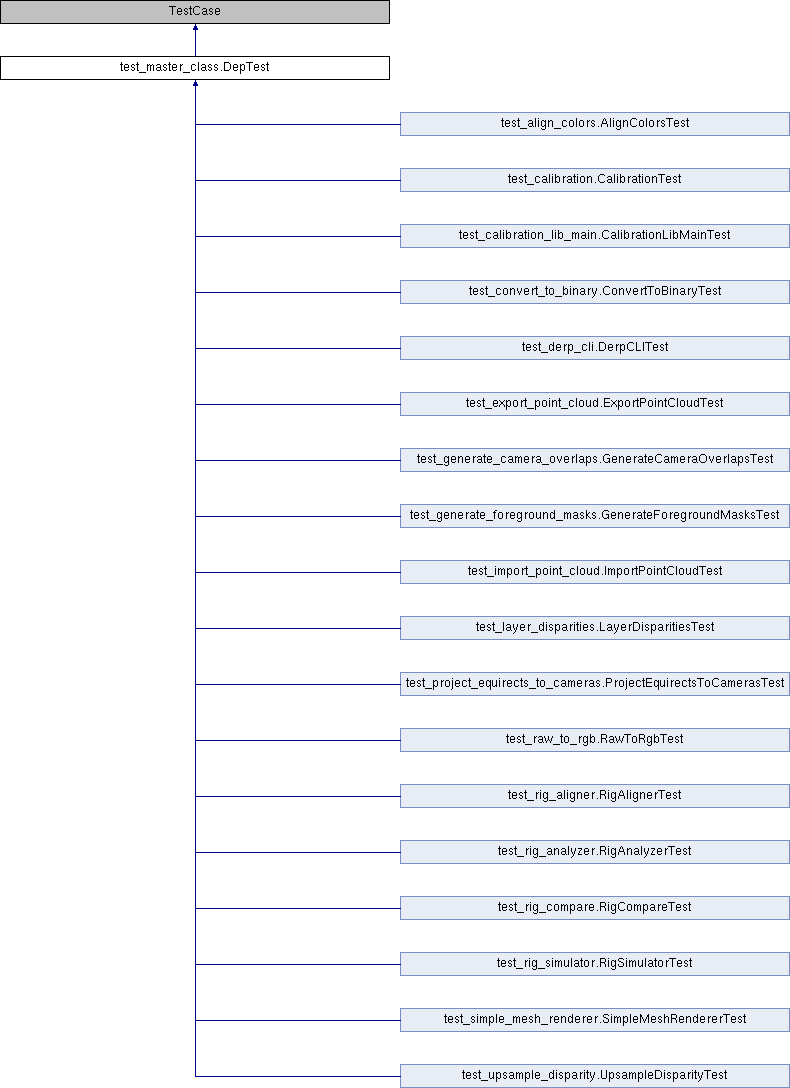 TestCase
test_master_class.DepTest
test_align_colors.AlignColorsTest
test_calibration.CalibrationTest
test_calibration_lib_main.CalibrationLibMainTest
test_convert_to_binary.ConvertToBinaryTest
test_derp_cli.DerpCLITest
test_export_point_cloud.ExportPointCloudTest
test_generate_camera_overlaps.GenerateCameraOverlapsTest
test_generate_foreground_masks.GenerateForegroundMasksTest
test_import_point_cloud.ImportPointCloudTest
test_layer_disparities.LayerDisparitiesTest
test_project_equirects_to_cameras.ProjectEquirectsToCamerasTest
test_raw_to_rgb.RawToRgbTest
test_rig_aligner.RigAlignerTest
test_rig_analyzer.RigAnalyzerTest
test_rig_compare.RigCompareTest
test_rig_simulator.RigSimulatorTest
test_simple_mesh_renderer.SimpleMeshRendererTest
test_upsample_disparity.UpsampleDisparityTest